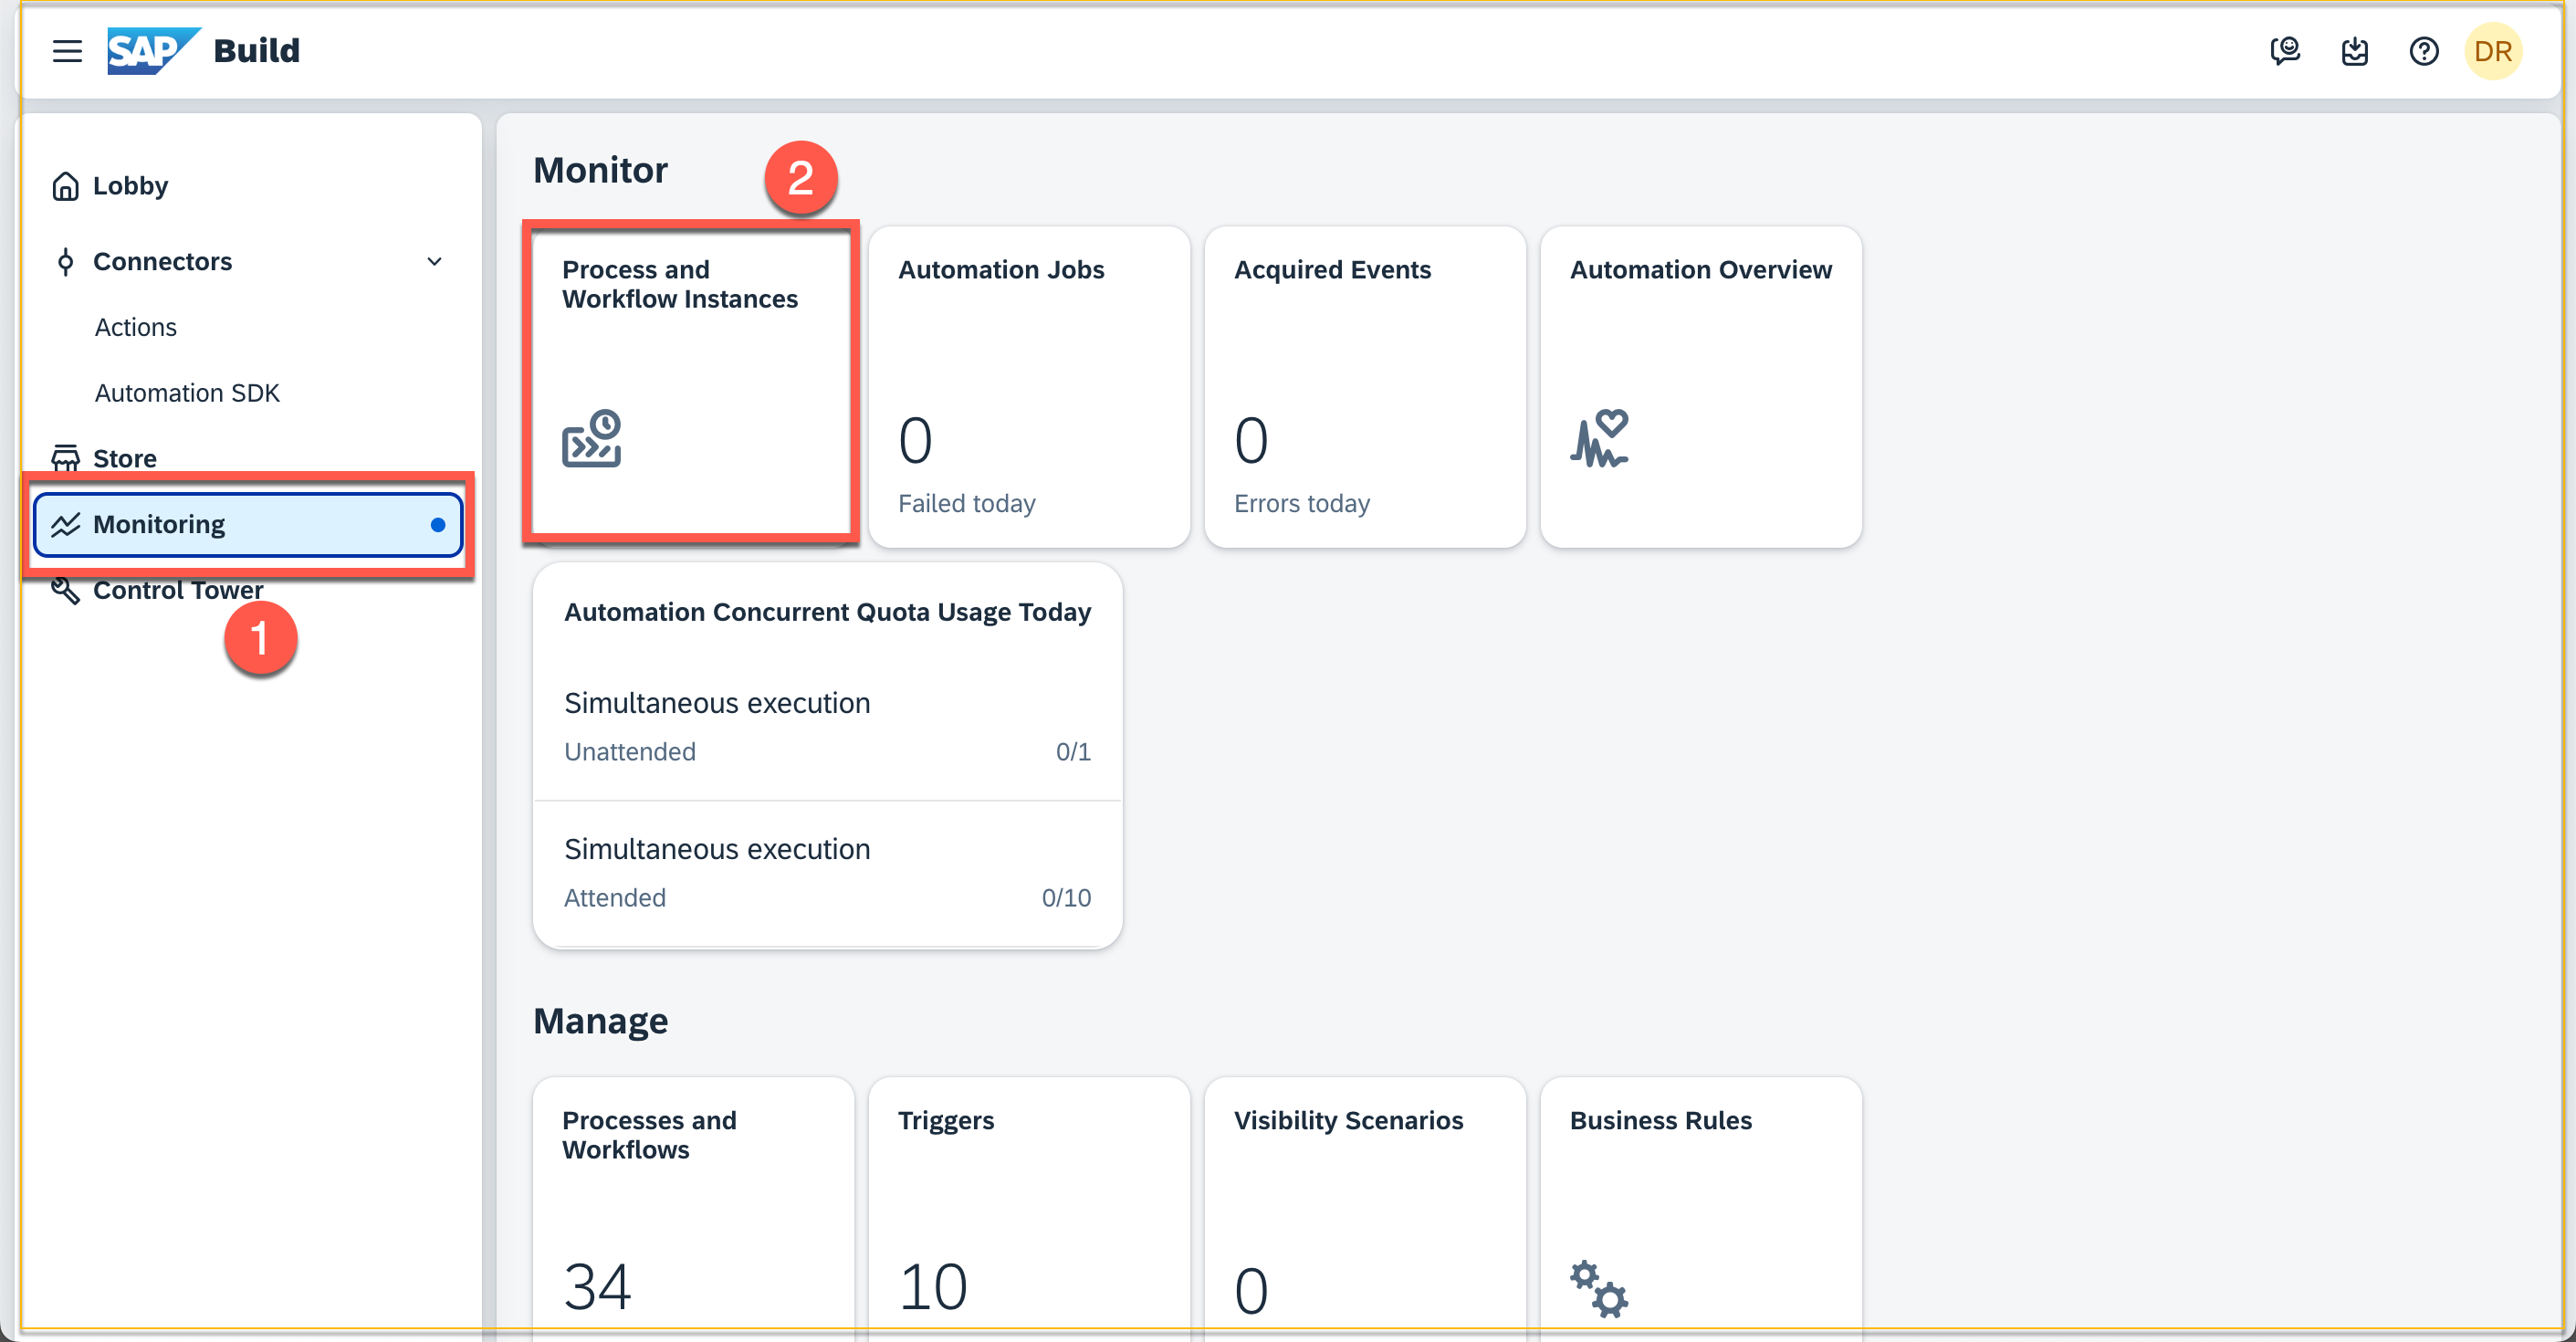 SAP Build
DR
Lobby
Connectors
Actions
Automation SDK
Store
Monitoring
Control Tower
1
Monitor
2
Process and
Workflow Instances
Automation Jobs
0
Failed today
Acquired Events
0
Errors today
Automation Overview
Automation Concurrent Quota Usage Today
Simultaneous execution
Unattended 0/1
Simultaneous execution
Attended 0/10
Manage
Processes and
Workflows
34
Triggers
10
Visibility Scenarios
0
Business Rules